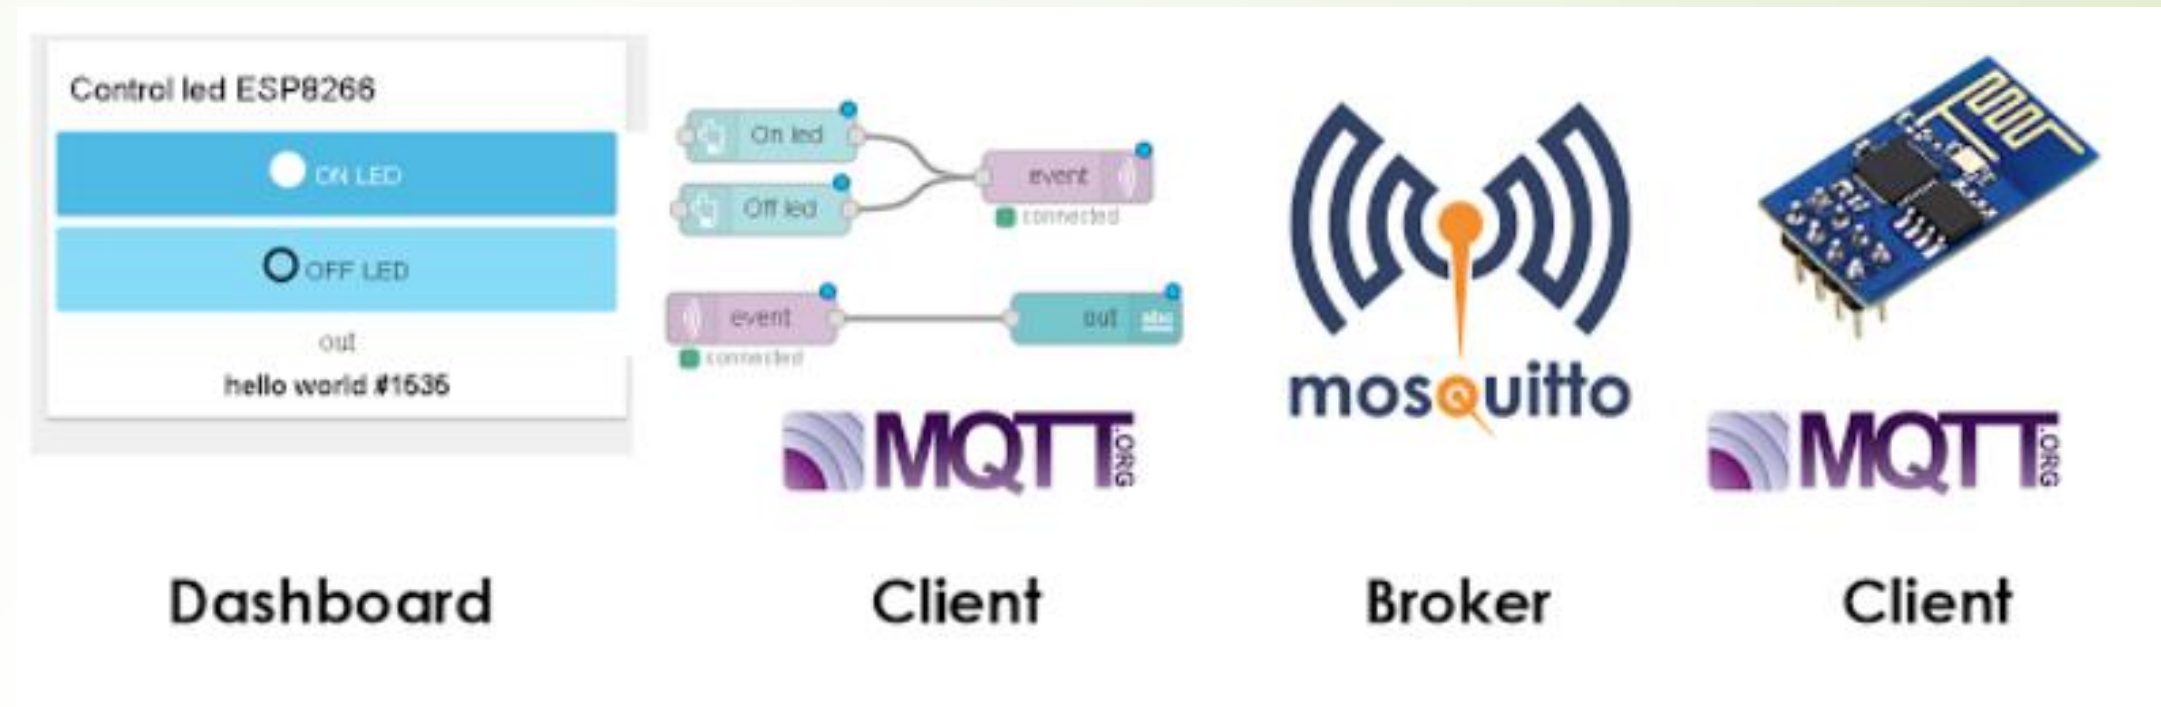 Control led ESP8266
ON LED
OFF LED
out
hello world #1535
On led
Off led
event
connected
event
connected
out
abc
MQTT.ORG
mosquitto
MQTT.ORG
Dashboard
Client
Broker
Client